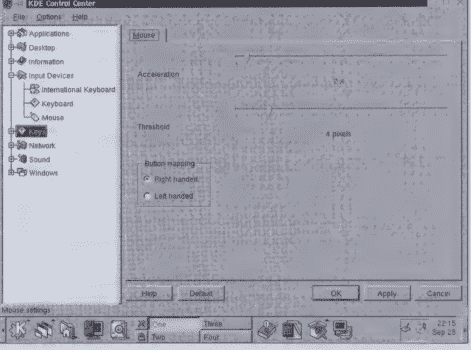 KDE Control Center
File Options Help
Applications
Desktop
Information
Input Devices
International Keyboard
Keyboard
Mouse
Keys
Network
Sound
Windows
Mouse
Acceleration
2 x
Threshold
4 pixels
Button mapping
Right handed
Left handed
Help Default OK Apply Cancel
Mouse settings
One Three
Two Four
22:15
Sep 28